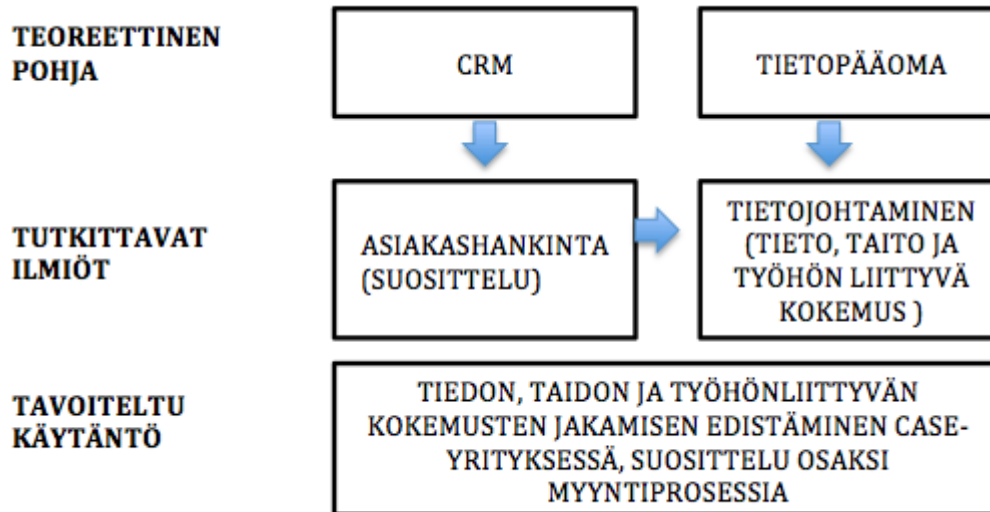 TEOREETTINEN
POHJA
CRM
TIETOPÄÄOMA
TUTKITTAVAT
ILMIÖT
ASIAKASHANKINTA
(SUOSITTELU)
TIETOJOHTAMINEN
(TIETO, TAITO JA
TYÖHÖN LIITTYVÄ
KOKEMUS )
TAVOITELTU
KÄYTÄNTÖ
TIEDON, TAIDON JA TYÖHÖNLIITTYVÄN
KOKEMUSTEN JAKAMISEN EDISTÄMINEN CASE-
YRITYKSESSÄ, SUOSITTELU OSAKSI
MYYNTIPROSESSIA